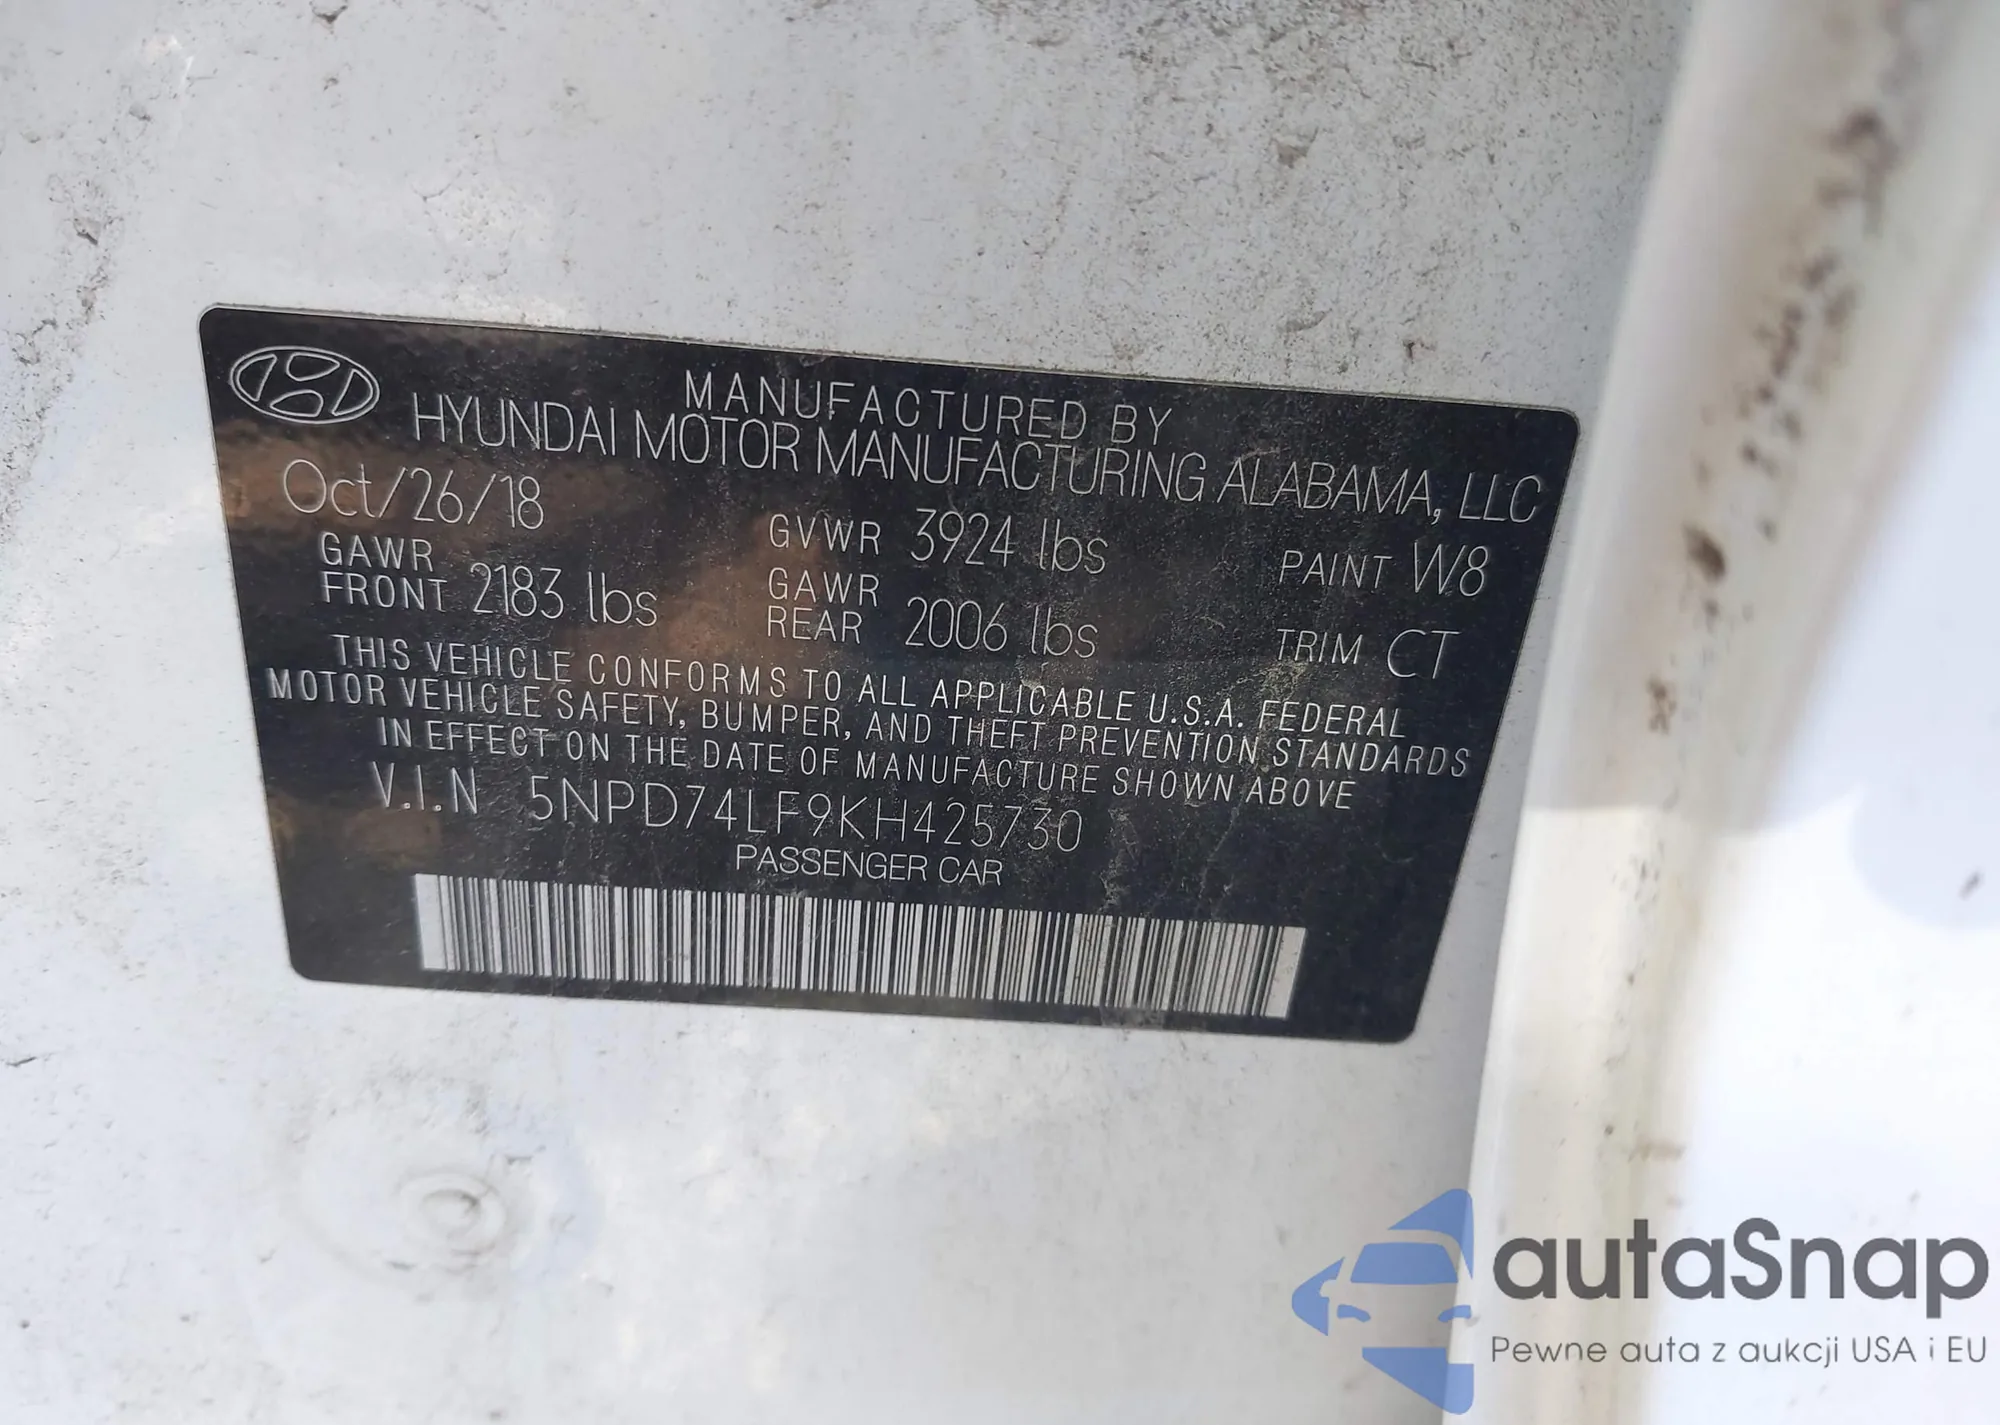 MANUFACTURED BY
HYUNDAI MOTOR MANUFACTURING ALABAMA, LLC
Oct/26/18 GVWR 3924 lbs PAINT W8
GAWR FRONT 2183 lbs GAWR REAR 2006 lbs TRIM CT
THIS VEHICLE CONFORMS TO ALL APPLICABLE U.S.A. FEDERAL
MOTOR VEHICLE SAFETY, BUMPER, AND THEFT PREVENTION STANDARDS
IN EFFECT ON THE DATE OF MANUFACTURE SHOWN ABOVE
V.I.N 5NPD74LF9KH425730
PASSENGER CAR
autaSnap
Pewne auta z aukcji USA i EU